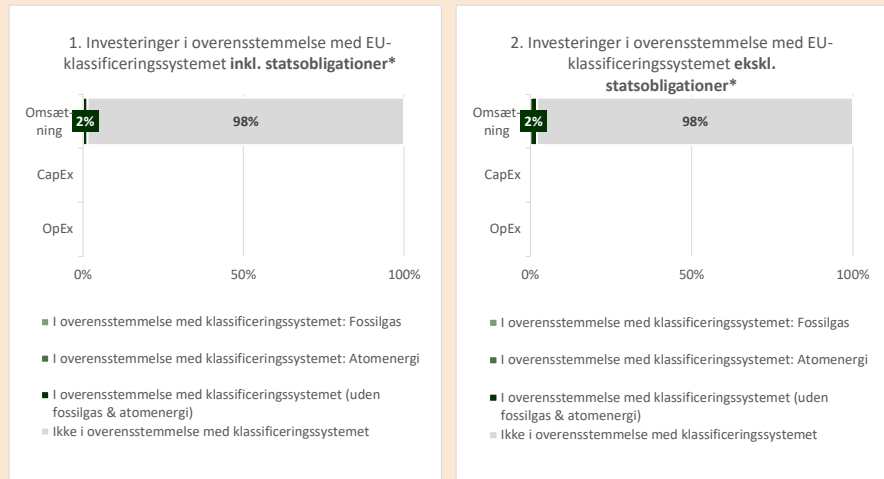 1. Investeringer i overensstemmelse med EU-
klassificeringssystemet inkl. statsobligationer*
Omsæt-
ning
2%
98%
CapEx
OpEx
0%
50%
100%
I overensstemmelse med klassificeringssystemet: Fossilgas
I overensstemmelse med klassificeringssystemet: Atomenergi
I overensstemmelse med klassificeringssystemet (uden
fossilgas & atomenergi)
Ikke i overensstemmelse med klassificeringssystemet
2. Investeringer i overensstemmelse med EU-
klassificeringssystemet ekskl.
statsobligationer*
Omsæt-
ning
2%
98%
CapEx
OpEx
0%
50%
100%
I overensstemmelse med klassificeringssystemet: Fossilgas
I overensstemmelse med klassificeringssystemet: Atomenergi
I overensstemmelse med klassificeringssystemet (uden
fossilgas & atomenergi)
Ikke i overensstemmelse med klassificeringssystemet